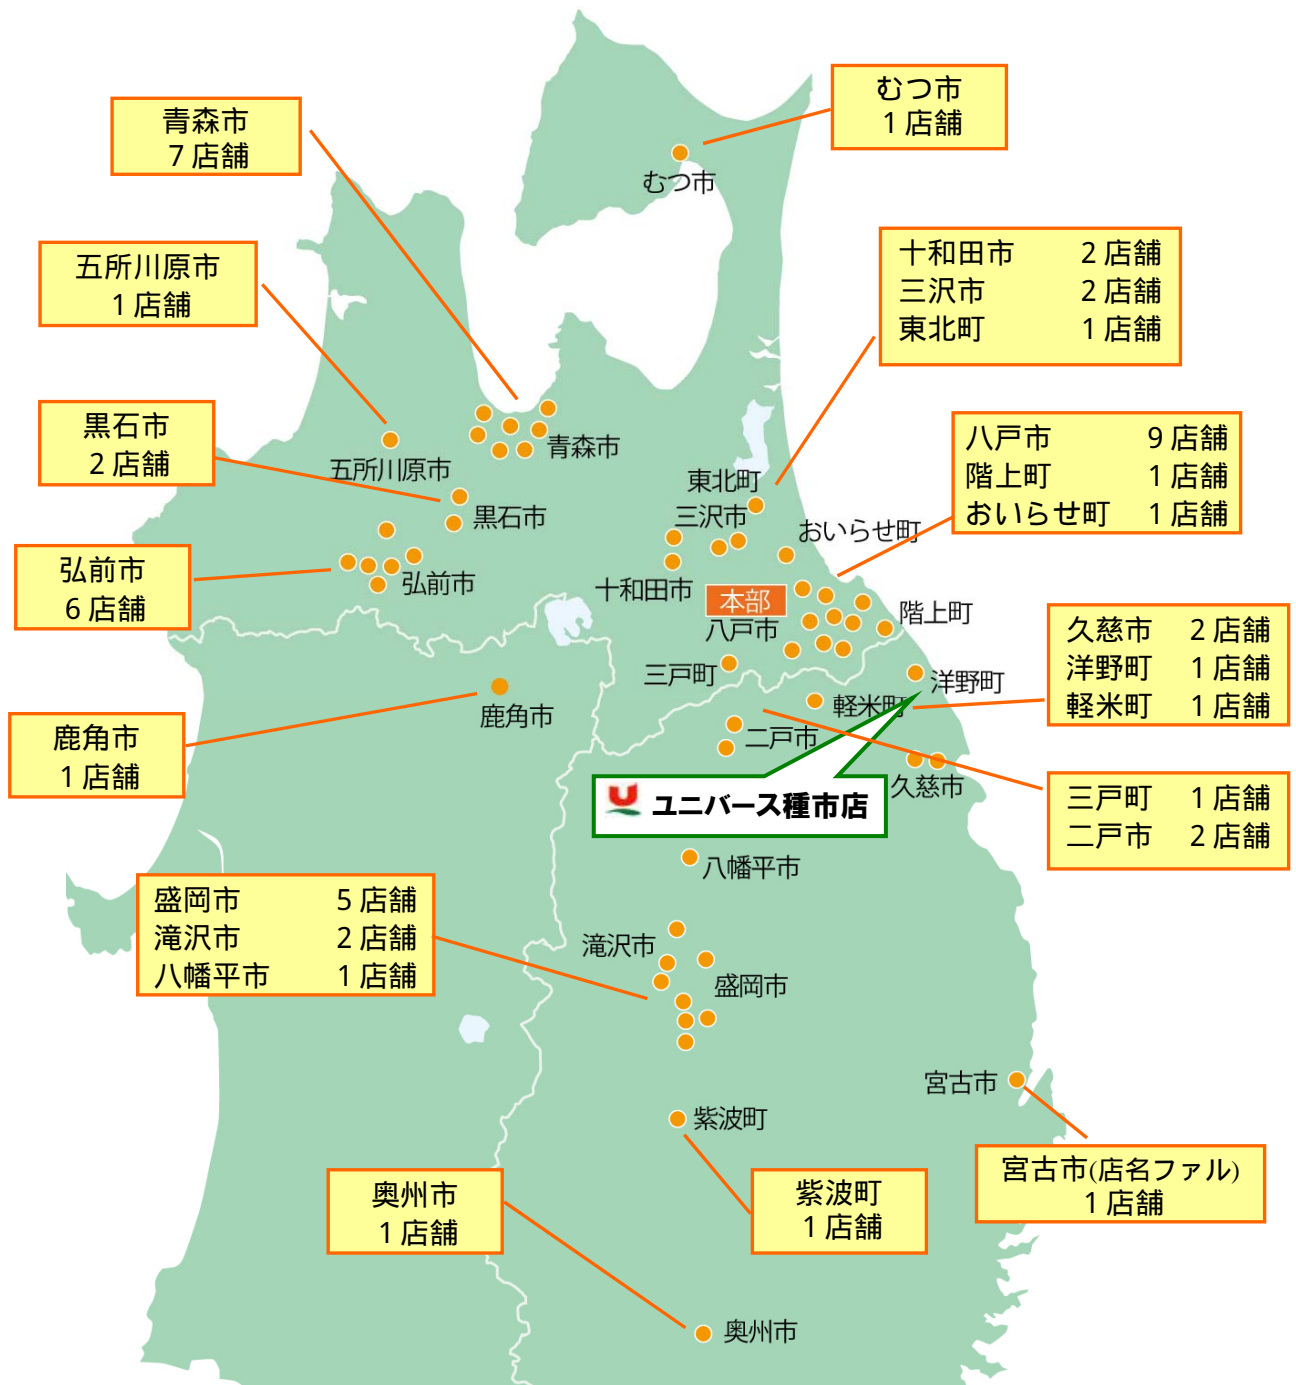 むつ市
1 店舗
青森市
7 店舗
むつ市
五所川原市
1 店舗
十和田市 2 店舗
三沢市 2 店舗
東北町 1 店舗
黒石市
2 店舗
青森市
五所川原市
八戸市 9 店舗
階上町 1 店舗
おいらせ町 1 店舗
東北町
三沢市
黒石市
おいらせ町
弘前市
6 店舗
弘前市
十和田市
本部
八戸市
階上町
久慈市 2 店舗
洋野町 1 店舗
軽米町 1 店舗
三戸町
洋野町
鹿角市
軽米町
鹿角市
1 店舗
二戸市
久慈市
三戸町 1 店舗
二戸市 2 店舗
U ユニバース種市店
八幡平市
盛岡市 5 店舗
滝沢市 2 店舗
八幡平市 1 店舗
滝沢市
盛岡市
宮古市
紫波町
宮古市(店名ファル)
1 店舗
奥州市
1 店舗
紫波町
1 店舗
奥州市